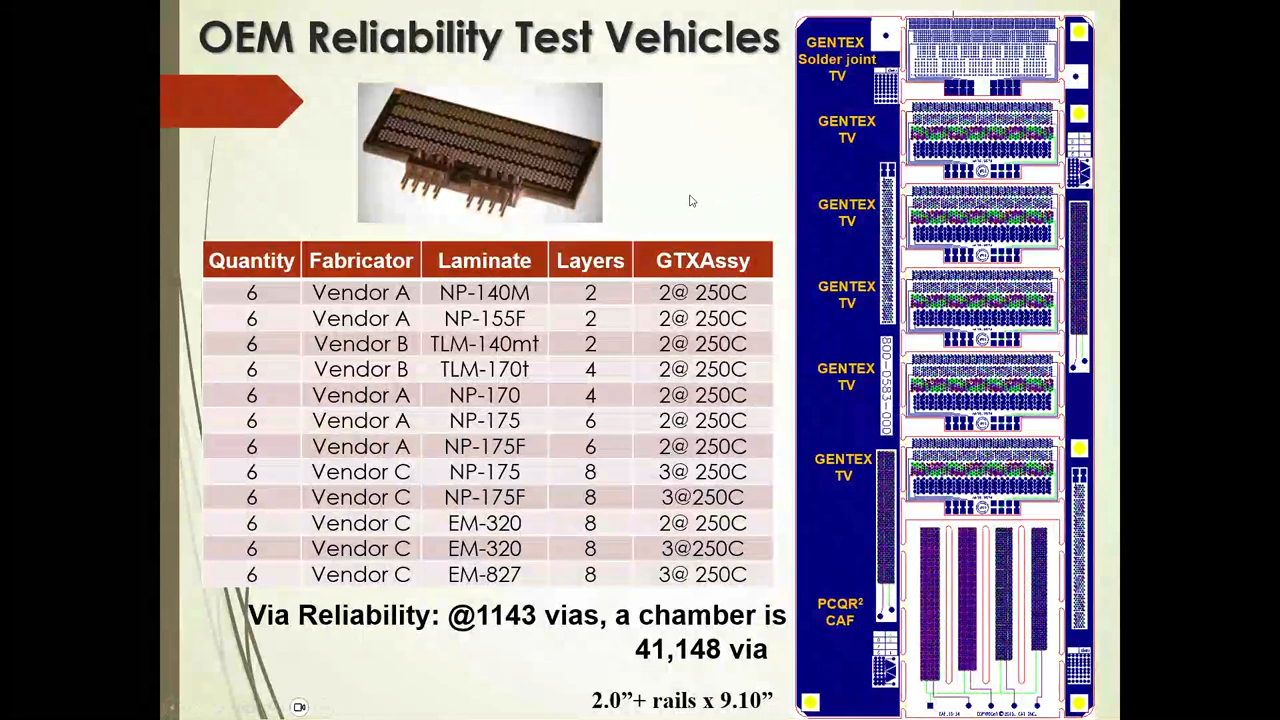 OEM Reliability Test Vehicles
Quantity Fabricator Laminate Layers GTXAssy
6 Vendor A NP-140M 2 2@ 250C
6 Vendor A NP-155F 2 2@ 250C
6 Vendor B TLM-140mt 2 2@ 250C
6 Vendor B TLM-170t 4 2@ 250C
6 Vendor A NP-170 4 2@ 250C
6 Vendor A NP-175 6 2@ 250C
6 Vendor A NP-175F 6 2@ 250C
6 Vendor C NP-175 8 3@ 250C
6 Vendor C NP-175F 8 3@250C
6 Vendor C EM-320 8 2@ 250C
6 Vendor C EM-320 8 3@250C
6 Vendor C EM-827 8 3@ 250C
Via Reliability: @1143 vias, a chamber is
41,148 via
2.0”+ rails x 9.10”
GENTEX
Solder joint
TV
GENTEX
TV
GENTEX
TV
GENTEX
TV
GENTEX
TV
GENTEX
TV
PCQR²
CAF